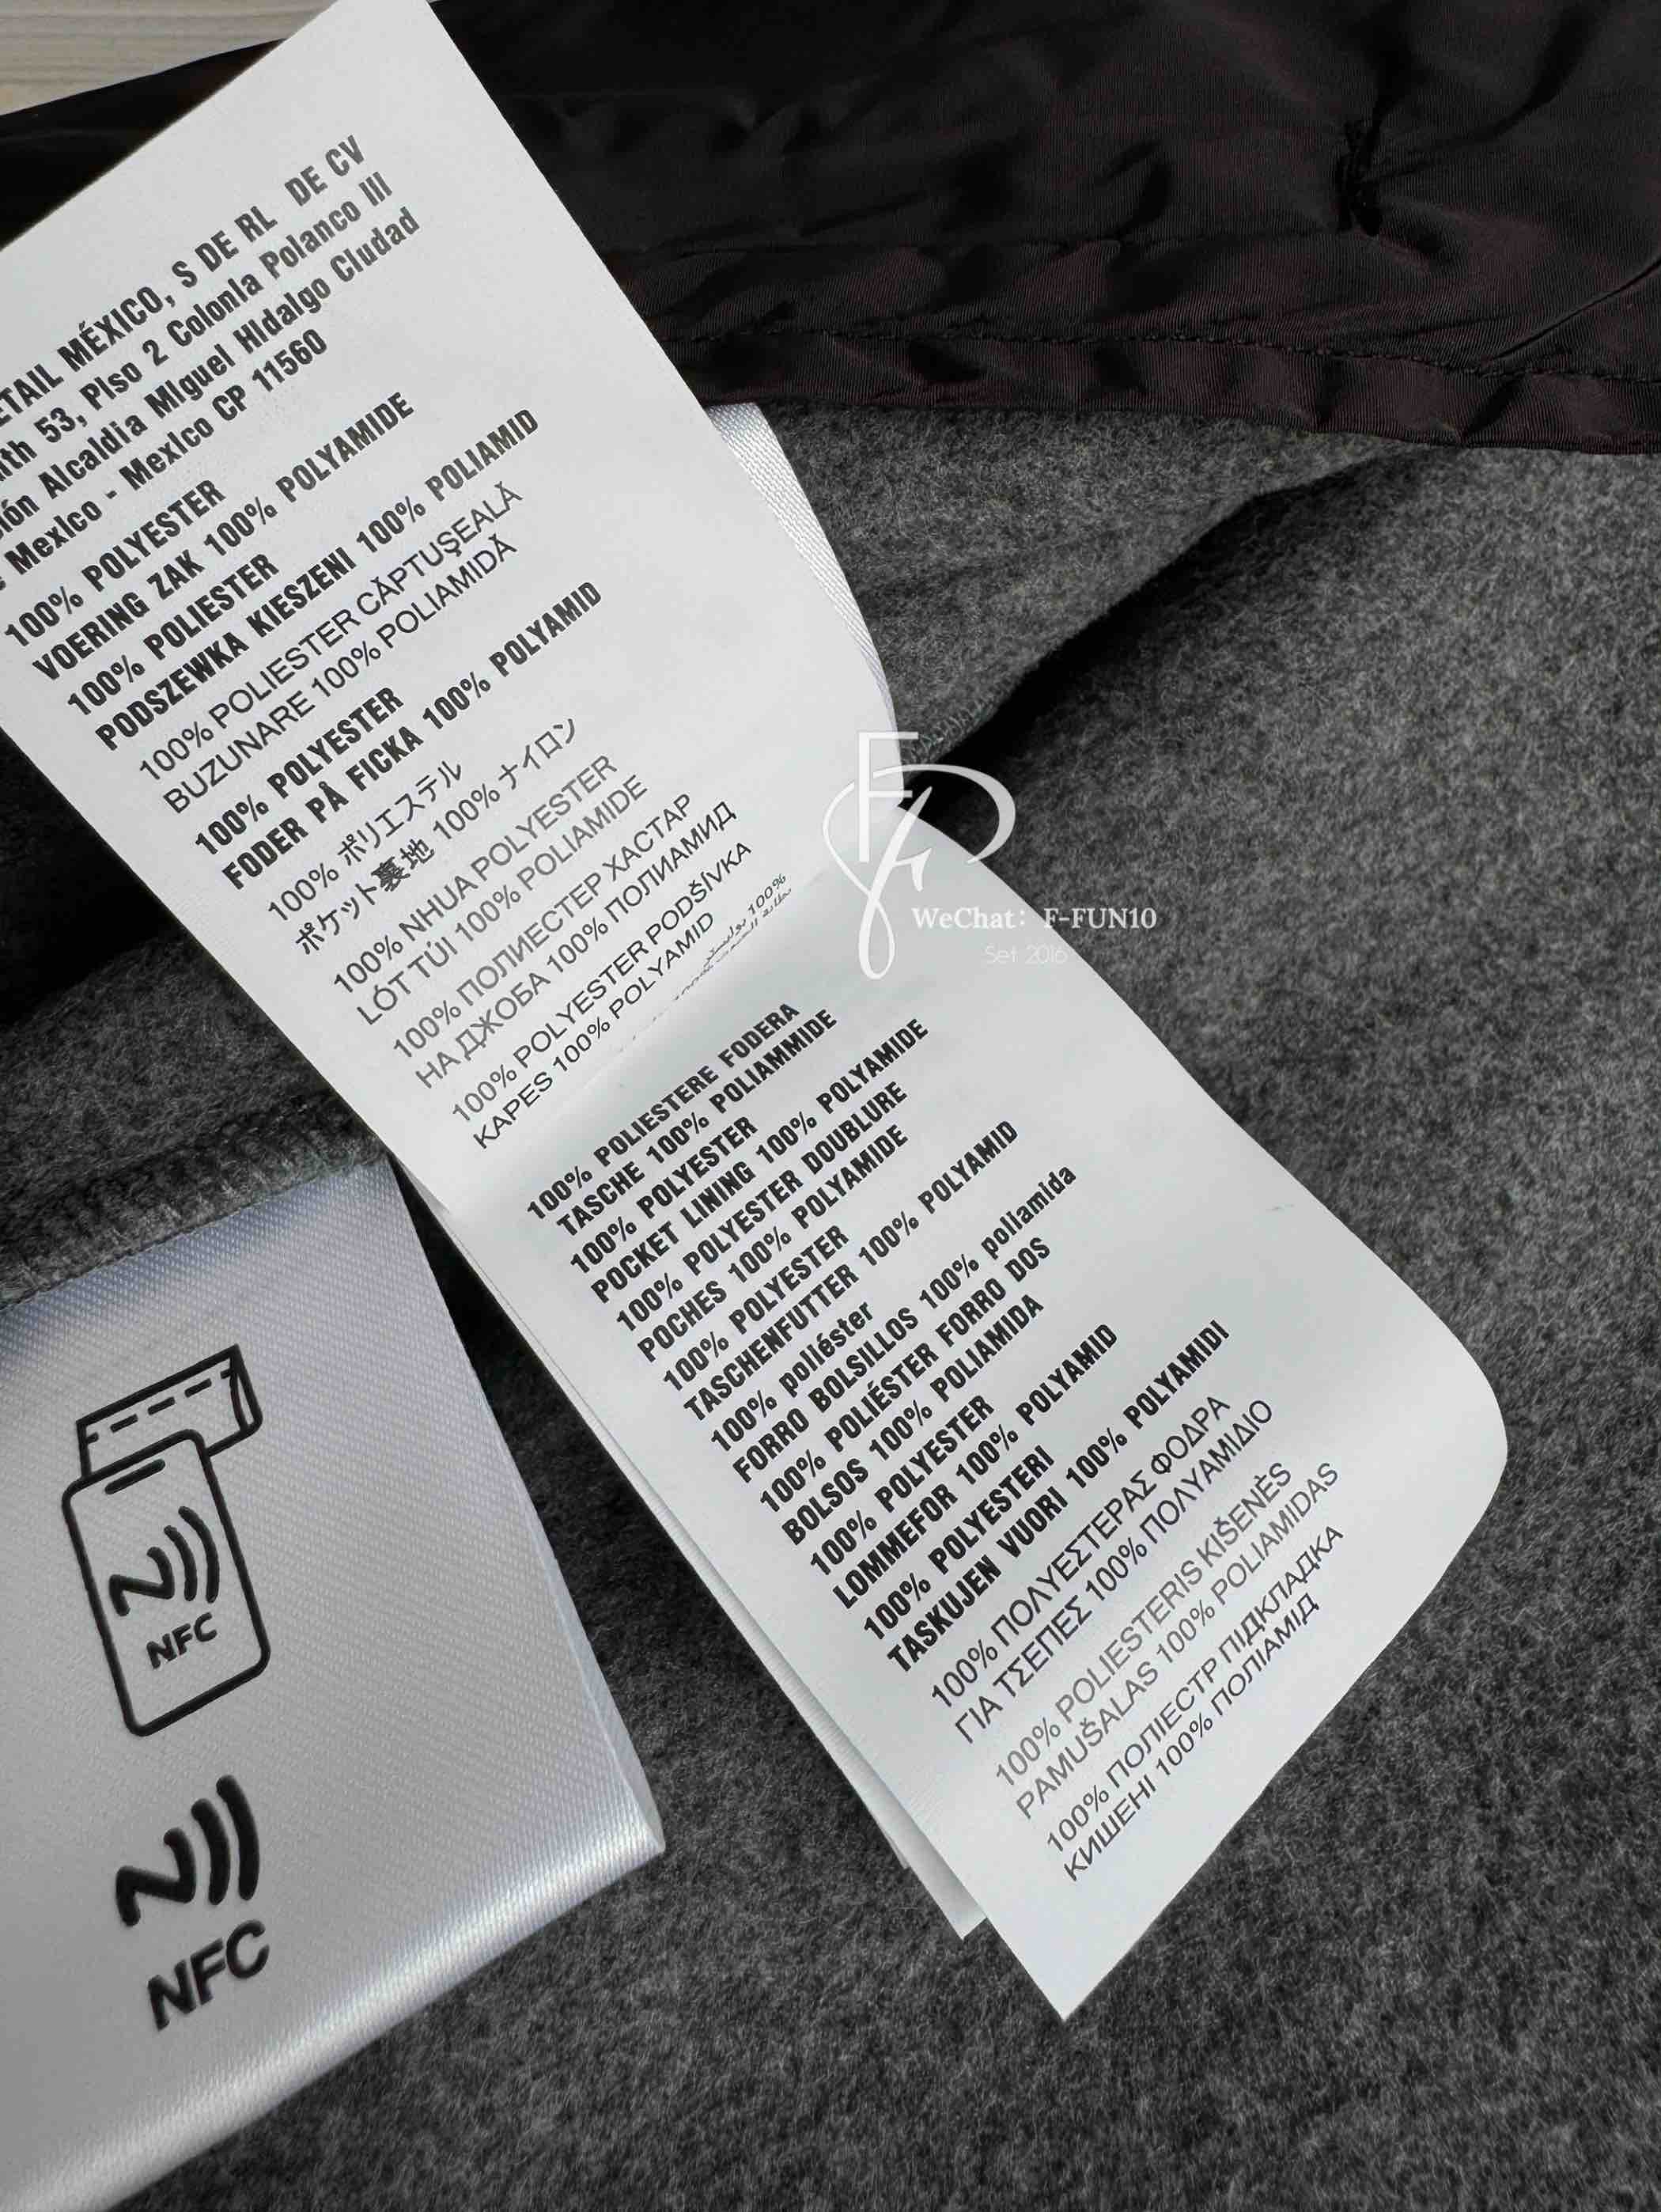 ETAIL MÉXICO, S DE RL DE CV
ith 53, Piso 2 Colonia Polanco III
ión Alcaldía Miguel Hidalgo Ciudad
Mexico - Mexico CP 11560
100% POLYESTER
VOERING ZAK 100% POLYAMIDE
100% POLIESTER
PODSZEWKA KIESZENI 100% POLIAMID
100% POLIESTER CĂPTUŞEALĂ
BUZUNARE 100% POLIAMIDĂ
100% POLYESTER
FODER PÅ FICKA 100% POLYAMID
100% ポリエステル
ポケット裏地 100% ナイロン
100% NHUA POLYESTER
LÓT TÚI 100% POLIAMIDE
100% ПОЛИЕСТЕР ХАСТАР
НА ДЖОБА 100% ПОЛИАМИД
100% POLYESTER PODŠÍVKA
KAPES 100% POLYAMID
100% بوليستر
100% POLIESTERE FODERA
TASCHE 100% POLIAMMIDE
100% POLYESTER
POCKET LINING 100% POLYAMIDE
100% POLYESTER DOUBLURE
POCHES 100% POLYAMIDE
100% POLYESTER
TASCHENFUTTER 100% POLYAMID
100% poliéster
FORRO BOLSILLOS 100% poliamida
100% POLIÉSTER FORRO DOS
BOLSOS 100% POLIAMIDA
100% POLYESTER
LOMMEFOR 100% POLYAMID
100% POLYESTERI
TASKUJEN VUORI 100% POLYAMIDI
100% ΠΟΛΥΕΣΤΕΡΑΣ ΦΟΔΡΑ
ΓΙΑ ΤΣΕΠΕΣ 100% ΠΟΛΥΑΜΙΔΙΟ
100% POLIESTERIS KIŠENĖS
PAMUŠALAS 100% POLIAMIDAS
100% ПОЛІЕСТР ПІДКЛАДКА
КИШЕНІ 100% ПОЛІАМІД
NFC
NFC
WeChat: F-FUN10
Set 2016